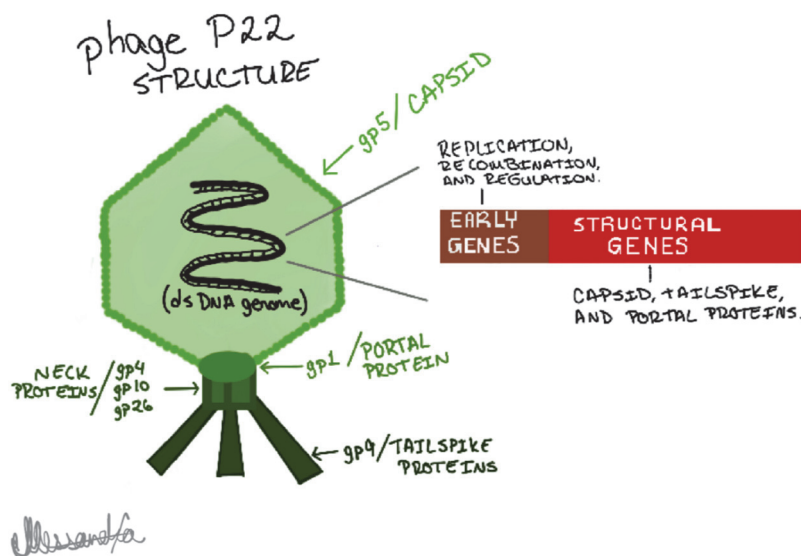 phage P22
STRUCTURE
gp5/CAPSID
REPLICATION,
RECOMBINATION,
AND REGULATION.
EARLY
GENES
STRUCTURAL
GENES
CAPSID, TAILSPIKE,
AND PORTAL PROTEINS.
(ds DNA genome)
gp1/PORTAL
PROTEIN
NECK
PROTEINS/gp4
gp10
gp26
gp9/TAILSPIKE
PROTEINS